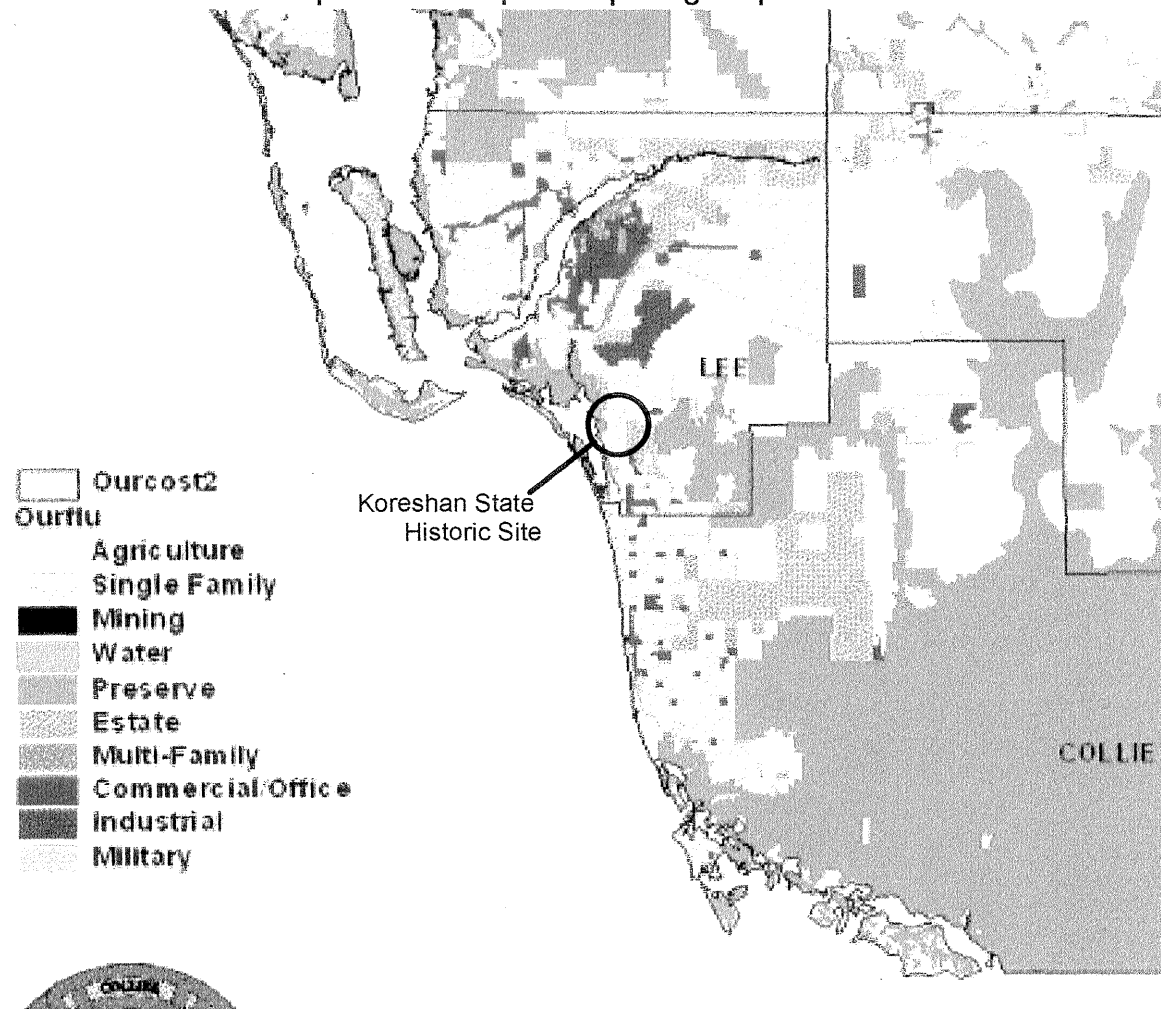 LEE
Koreshan State
Historic Site
Ourcost2
Ourflu
Agriculture
Single Family
Mining
Water
Preserve
Estate
Multi-Family
Commercial/Office
Industrial
Military
COLLIE
COLLIER